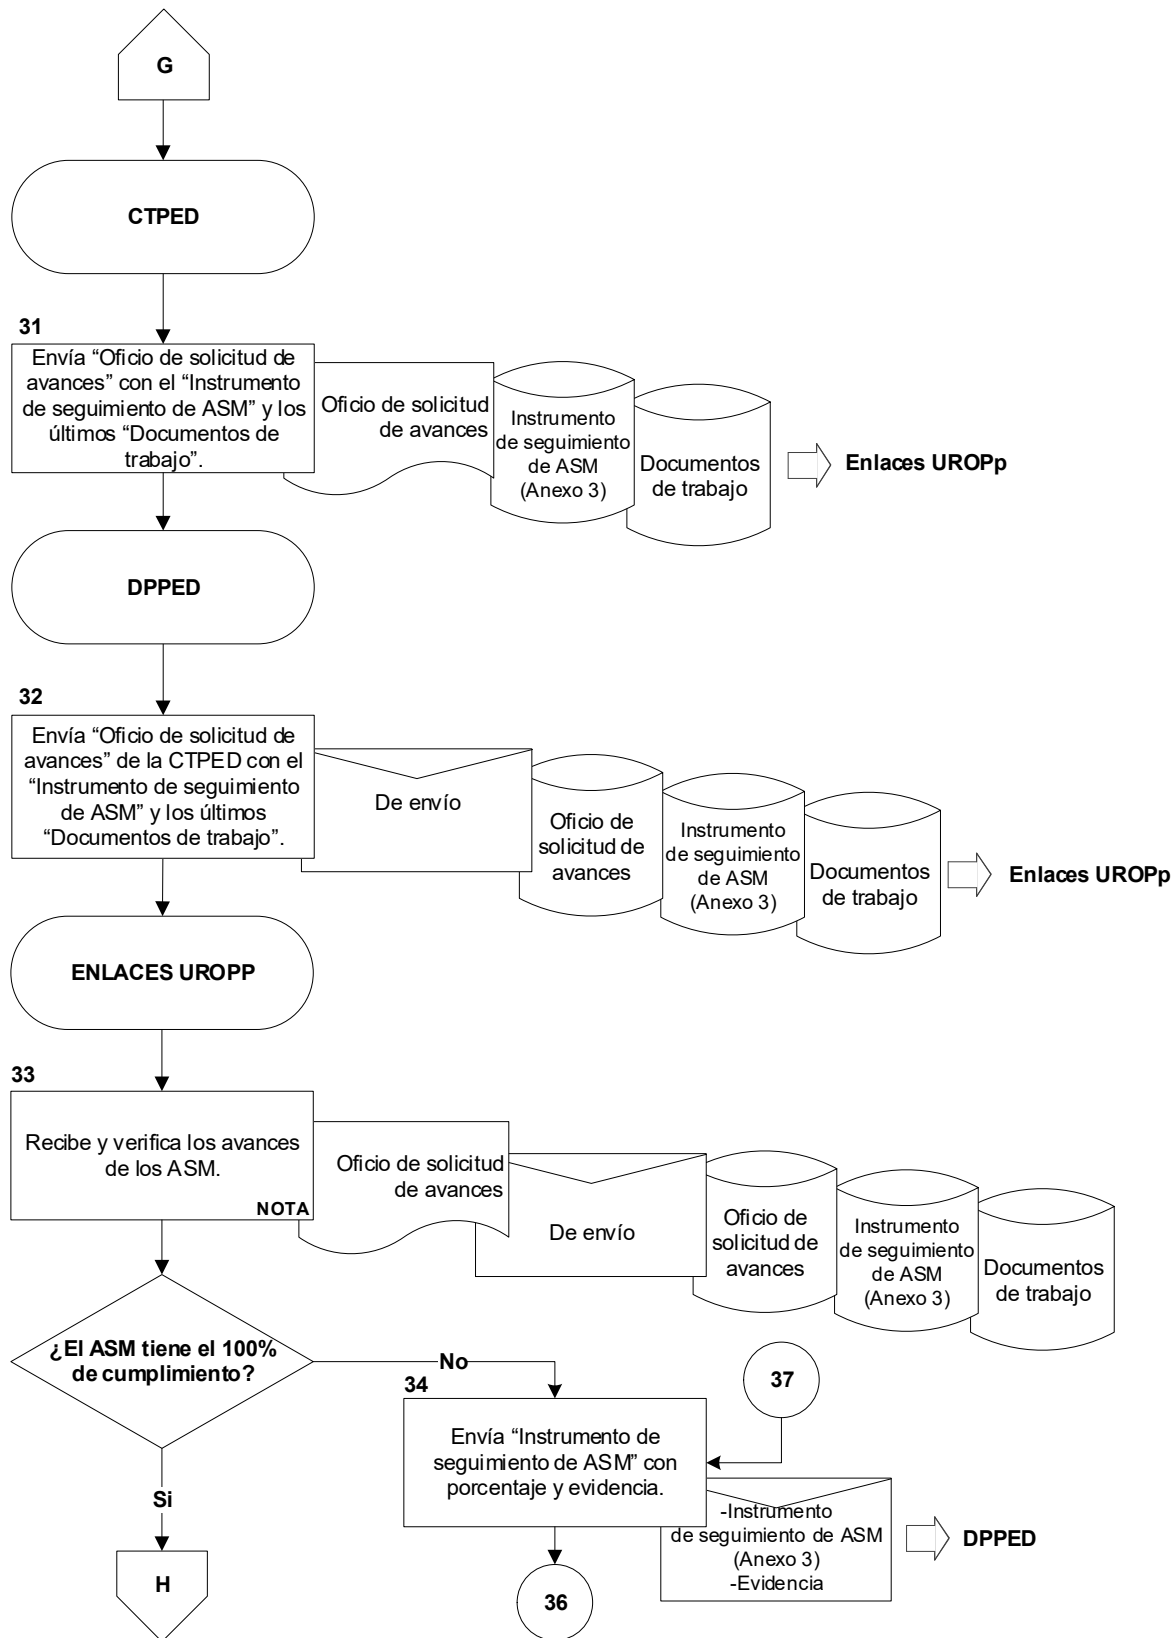 G
CTPED
31
Envía “Oficio de solicitud de
avances” con el “Instrumento
de seguimiento de ASM” y los
últimos “Documentos de
trabajo”.
Oficio de solicitud
de avances
Instrumento
de seguimiento
de ASM
(Anexo 3)
Documentos
de trabajo
Enlaces UROPp
DPPED
32
Envía “Oficio de solicitud de
avances” de la CTPED con el
“Instrumento de seguimiento
de ASM” y los últimos
“Documentos de trabajo”.
De envío
Oficio de
solicitud de
avances
Instrumento
de seguimiento
de ASM
(Anexo 3)
Documentos
de trabajo
Enlaces UROPp
ENLACES UROPP
33
Recibe y verifica los avances
de los ASM.
NOTA
Oficio de solicitud
de avances
De envío
Oficio de
solicitud de
avances
Instrumento
de seguimiento
de ASM
(Anexo 3)
Documentos
de trabajo
¿El ASM tiene el 100%
de cumplimiento?
No
34
37
Envía “Instrumento de
seguimiento de ASM” con
porcentaje y evidencia.
-Instrumento
de seguimiento de ASM
(Anexo 3)
-Evidencia
DPPED
Si
H
36